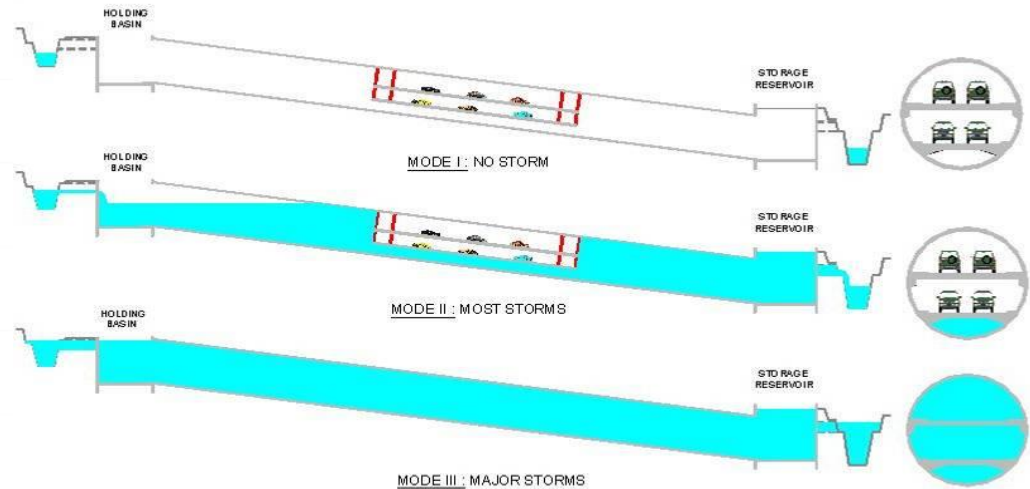 HOLDING
BASIN
STORAGE
RESERVOIR
MODE I : NO STORM
HOLDING
BASIN
STORAGE
RESERVOIR
MODE II : MOST STORMS
HOLDING
BASIN
STORAGE
RESERVOIR
MODE III : MAJOR STORMS